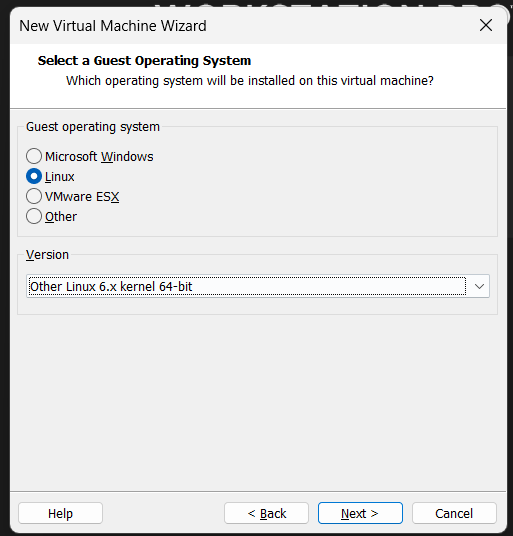 WORKSTATION PRO
New Virtual Machine Wizard
Select a Guest Operating System
Which operating system will be installed on this virtual machine?
Guest operating system
Microsoft Windows
Linux
VMware ESX
Other
Version
Other Linux 6.x kernel 64-bit
Help
< Back
Next >
Cancel